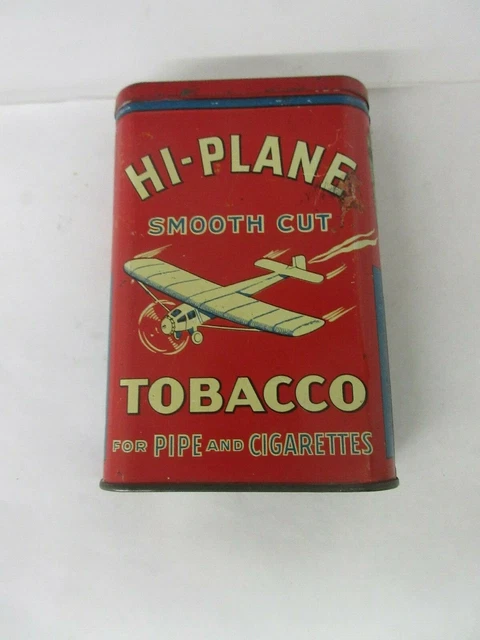 HI-PLANE
SMOOTH CUT
TOBACCO
FOR PIPE AND CIGARETTES